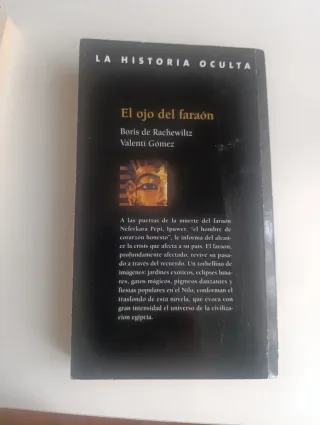 LA HISTORIA OCULTA
El ojo del faraón
Boris de Rachewiltz
Valentí Gómez
A las puertas de la muerte del faraón
Neferkara Pepi, Ipuwer, "el hombre de
corazón honesto", le informa del alcan-
ce la crisis que afecta a su país. El faraón,
profundamente afectado, revive su pasa-
do a través del recuerdo. Un torbellino de
imágenes: jardines exóticos, eclipses luna-
res, gatos mágicos, pigmeos danzantes y
fiestas populares en el Nilo, conforman el
trasfondo de esta novela, que evoca con
gran intensidad el universo de la civiliza-
ción egipcia.